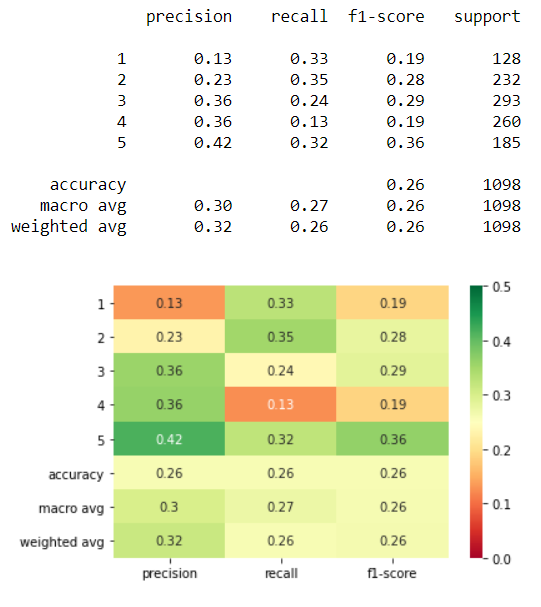 precision recall f1-score support
1 0.13 0.33 0.19 128
2 0.23 0.35 0.28 232
3 0.36 0.24 0.29 293
4 0.36 0.13 0.19 260
5 0.42 0.32 0.36 185
accuracy 0.26 1098
macro avg 0.30 0.27 0.26 1098
weighted avg 0.32 0.26 0.26 1098
1 0.13 0.33 0.19
2 0.23 0.35 0.28
3 0.36 0.24 0.29
4 0.36 0.13 0.19
5 0.42 0.32 0.36
accuracy 0.26 0.26 0.26
macro avg 0.3 0.27 0.26
weighted avg 0.32 0.26 0.26
precision recall f1-score
0.5
0.4
0.3
0.2
0.1
0.0